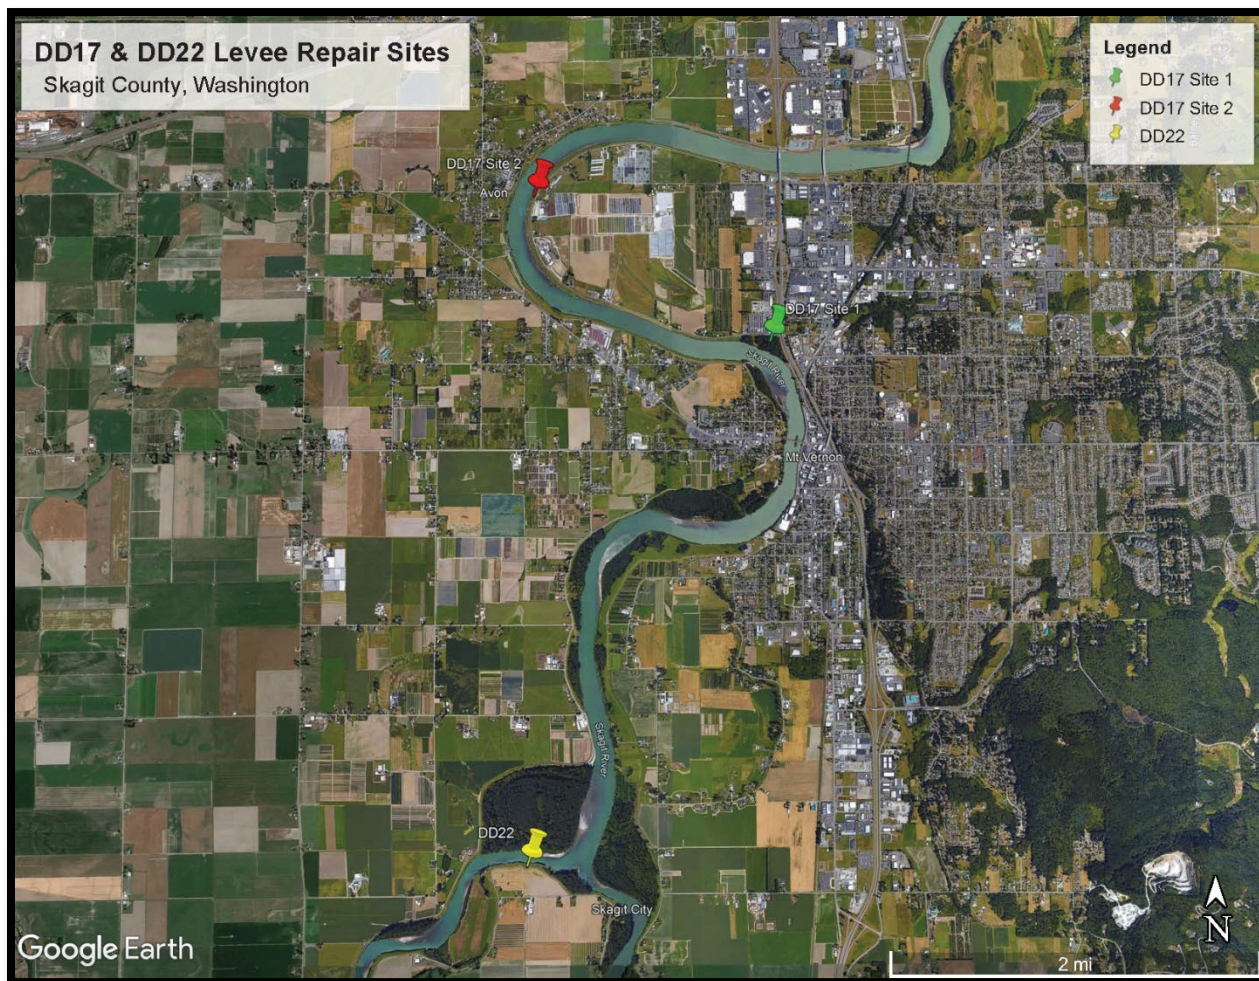 DD17 & DD22 Levee Repair Sites
Skagit County, Washington
Legend
DD17 Site 1
DD17 Site 2
DD22
DD17 Site 2
Avon
DD17 Site 1
Skagit River
Mt Vernon
Skagit River
DD22
Skagit City
Google Earth
2 mi
N